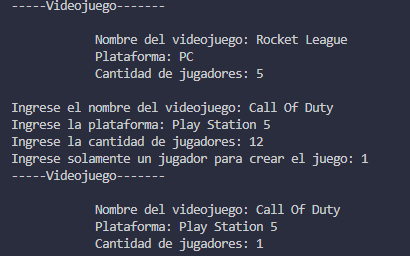 -----Videojuego-------
Nombre del videojuego: Rocket League
Plataforma: PC
Cantidad de jugadores: 5
Ingrese el nombre del videojuego: Call Of Duty
Ingrese la plataforma: Play Station 5
Ingrese la cantidad de jugadores: 12
Ingrese solamente un jugador para crear el juego: 1
-----Videojuego-------
Nombre del videojuego: Call Of Duty
Plataforma: Play Station 5
Cantidad de jugadores: 1